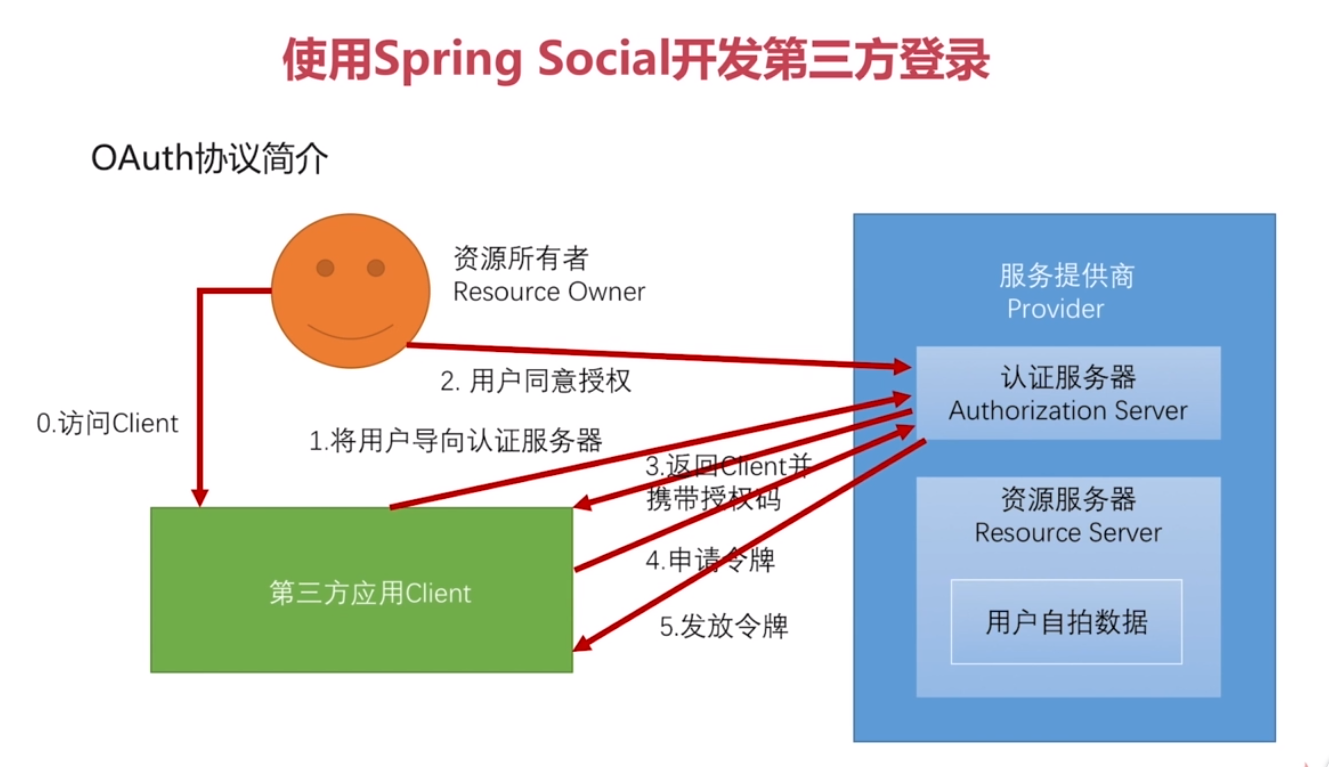 使用Spring Social开发第三方登录
OAuth协议简介
资源所有者
Resource Owner
服务提供商
Provider
认证服务器
Authorization Server
2. 用户同意授权
0.访问Client
1.将用户导向认证服务器
3.返回Client并
携带授权码
资源服务器
Resource Server
4.申请令牌
第三方应用Client
用户自拍数据
5.发放令牌